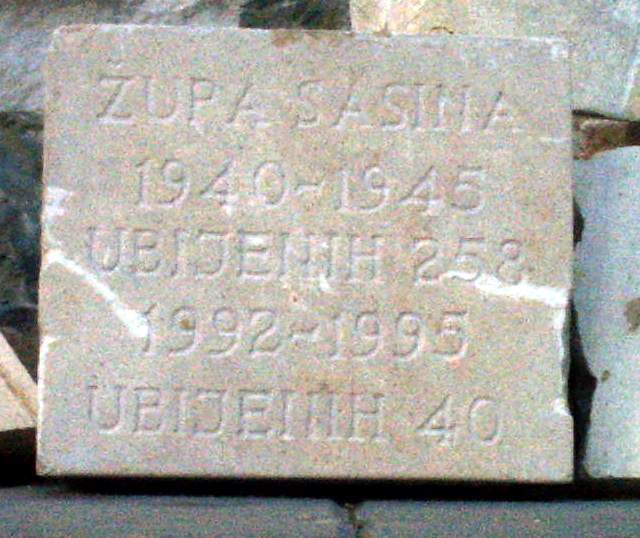 ŽUPA SASINA
1940-1945
UBIJENIH 258
1992-1995
UBIJENIH 40